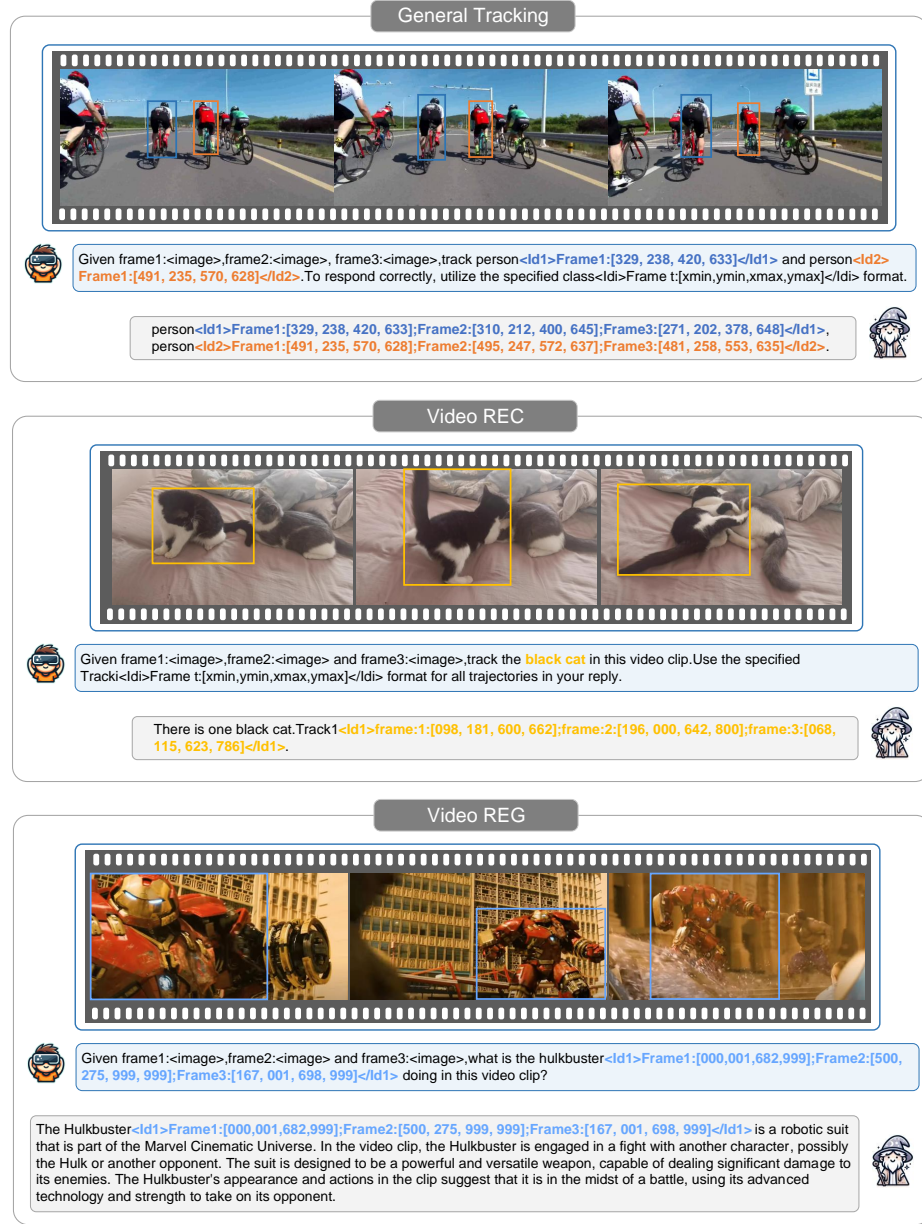 General Tracking
Given frame1:<image>,frame2:<image>, frame3:<image>,track person<Id1>Frame1:[329, 238, 420, 633]</Id1> and person<Id2>
Frame1:[491, 235, 570, 628]</Id2>.To respond correctly, utilize the specified class<Idi>Frame t:[xmin,ymin,xmax,ymax]</Idi> format.
person<Id1>Frame1:[329, 238, 420, 633];Frame2:[310, 212, 400, 645];Frame3:[271, 202, 378, 648]</Id1>,
person<Id2>Frame1:[491, 235, 570, 628];Frame2:[495, 247, 572, 637];Frame3:[481, 258, 553, 635]</Id2>.
Video REC
Given frame1:<image>,frame2:<image> and frame3:<image>,track the black cat in this video clip.Use the specified
Tracki<Idi>Frame t:[xmin,ymin,xmax,ymax]</Idi> format for all trajectories in your reply.
There is one black cat.Track1<Id1>frame:1:[098, 181, 600, 662];frame:2:[196, 000, 642, 800];frame:3:[068,
115, 623, 786]</Id1>.
Video REG
Given frame1:<image>,frame2:<image> and frame3:<image>,what is the hulkbuster<Id1>Frame1:[000,001,682,999];Frame2:[500,
275, 999, 999];Frame3:[167, 001, 698, 999]</Id1> doing in this video clip?
The Hulkbuster<Id1>Frame1:[000,001,682,999];Frame2:[500, 275, 999, 999];Frame3:[167, 001, 698, 999]</Id1> is a robotic suit
that is part of the Marvel Cinematic Universe. In the video clip, the Hulkbuster is engaged in a fight with another character, possibly
the Hulk or another opponent. The suit is designed to be a powerful and versatile weapon, capable of dealing significant damage to
its enemies. The Hulkbuster's appearance and actions in the clip suggest that it is in the midst of a battle, using its advanced
technology and strength to take on its opponent.